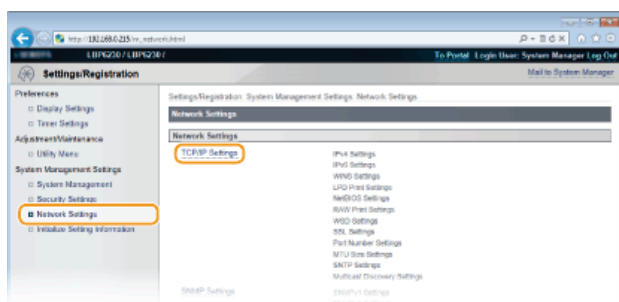 http://192.168.0.215/m_network.html
LBP6230 / LBP6230 /
To Portal Login User: System Manager Log Out
Settings/Registration
Mail to System Manager
Preferences
Display Settings
Timer Settings
Adjustment/Maintenance
Utility Menu
System Management Settings
System Management
Security Settings
Network Settings
Initialize Setting Information
Settings/Registration: System Management Settings: Network Settings
Network Settings
Network Settings
TCP/IP Settings
IPv4 Settings
IPv6 Settings
WINS Settings
LPD Print Settings
NetBIOS Settings
RAW Print Settings
WSD Settings
SSL Settings
Port Number Settings
MTU Size Settings
SNTP Settings
Multicast Discovery Settings
SNMP Settings
SNMPv1 Settings